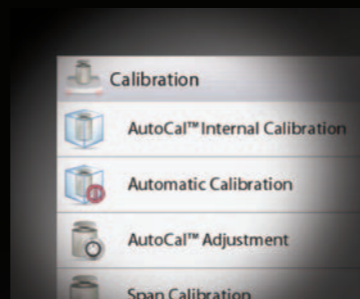 Calibration
AutoCal™ Internal Calibration
Automatic Calibration
AutoCal™ Adjustment
Span Calibration